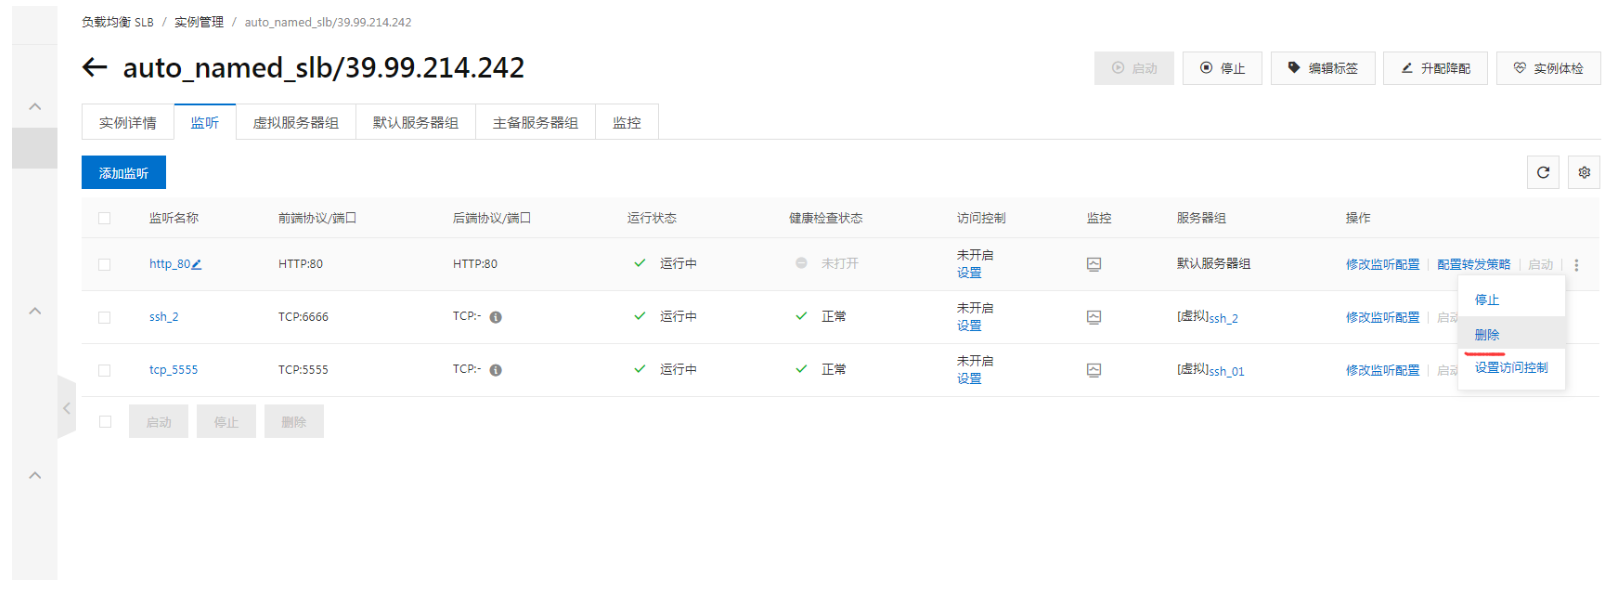 负载均衡 SLB / 实例管理 / auto_named_slb/39.99.214.242
auto_named_slb/39.99.214.242
启动 停止 编辑标签 升配降配 实例体检
实例详情 监听 虚拟服务器组 默认服务器组 主备服务器组 监控
添加监听
监听名称 前端协议/端口 后端协议/端口 运行状态 健康检查状态 访问控制 监控 服务器组 操作
http_80 HTTP:80 HTTP:80 运行中 未打开 未开启 默认服务器组 修改监听配置 配置转发策略 启动
设置
停止
ssh_2 TCP:6666 TCP:- 运行中 正常 未开启 [虚拟]ssh_2 修改监听配置 启动
设置
删除
tcp_5555 TCP:5555 TCP:- 运行中 正常 未开启 [虚拟]ssh_01 修改监听配置 启动
设置
设置访问控制
启动 停止 删除